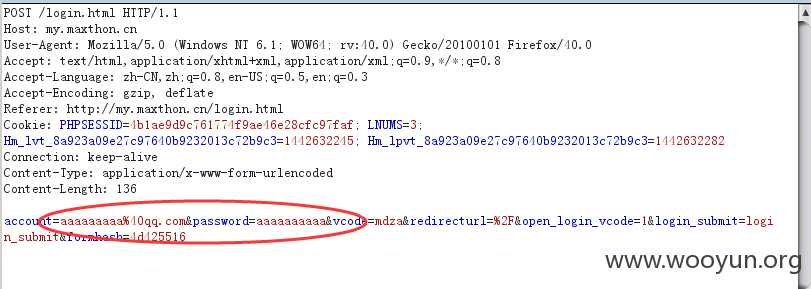 POST /login.html HTTP/1.1
Host: my.maxthon.cn
User-Agent: Mozilla/5.0 (Windows NT 6.1; WOW64; rv:40.0) Gecko/20100101 Firefox/40.0
Accept: text/html,application/xhtml+xml,application/xml;q=0.9,*/*;q=0.8
Accept-Language: zh-CN,zh;q=0.8,en-US;q=0.5,en;q=0.3
Accept-Encoding: gzip, deflate
Referer: http://my.maxthon.cn/login.html
Cookie: PHPSESSID=4b1ae9d9c761774f9ae46e28cfc97faf; LNUMS=3;
Hm_lvt_8a923a09e27c97640b9232013c72b9c3=1442632245; Hm_lpvt_8a923a09e27c97640b9232013c72b9c3=1442632282
Connection: keep-alive
Content-Type: application/x-www-form-urlencoded
Content-Length: 136
account=aaaaaaaaa%40qq.com&password=aaaaaaaaaa&vcode=mdza&redirecturl=%2F&open_login_vcode=1&login_submit=logi
n_submit&formhash=4d425516
www.wooyun.org